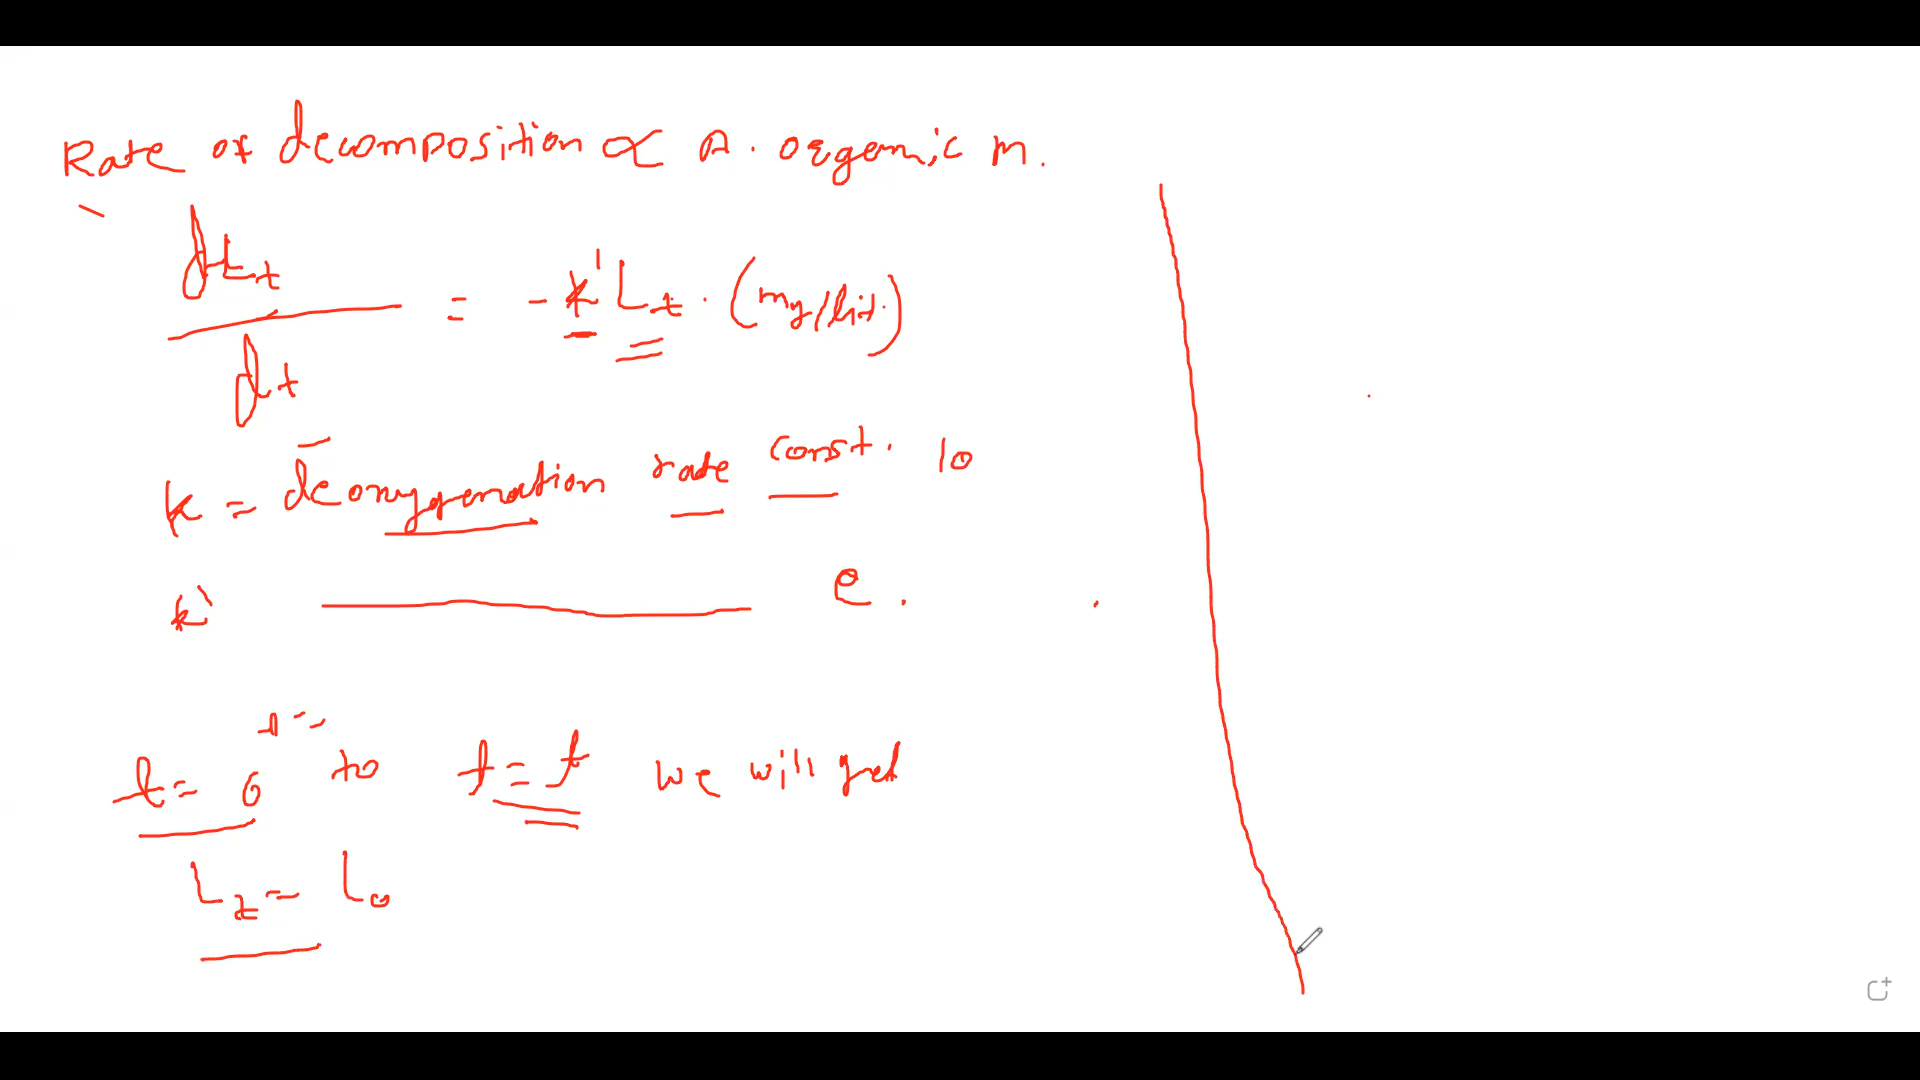 Rate of decomposition ∝ A. organic m.
dLt/dt = -k' Lt. (mg/lit.)
k = deoxygenation rate const. 10
k' ———— e.
t = 0 to t = t we will get
Lt = L0